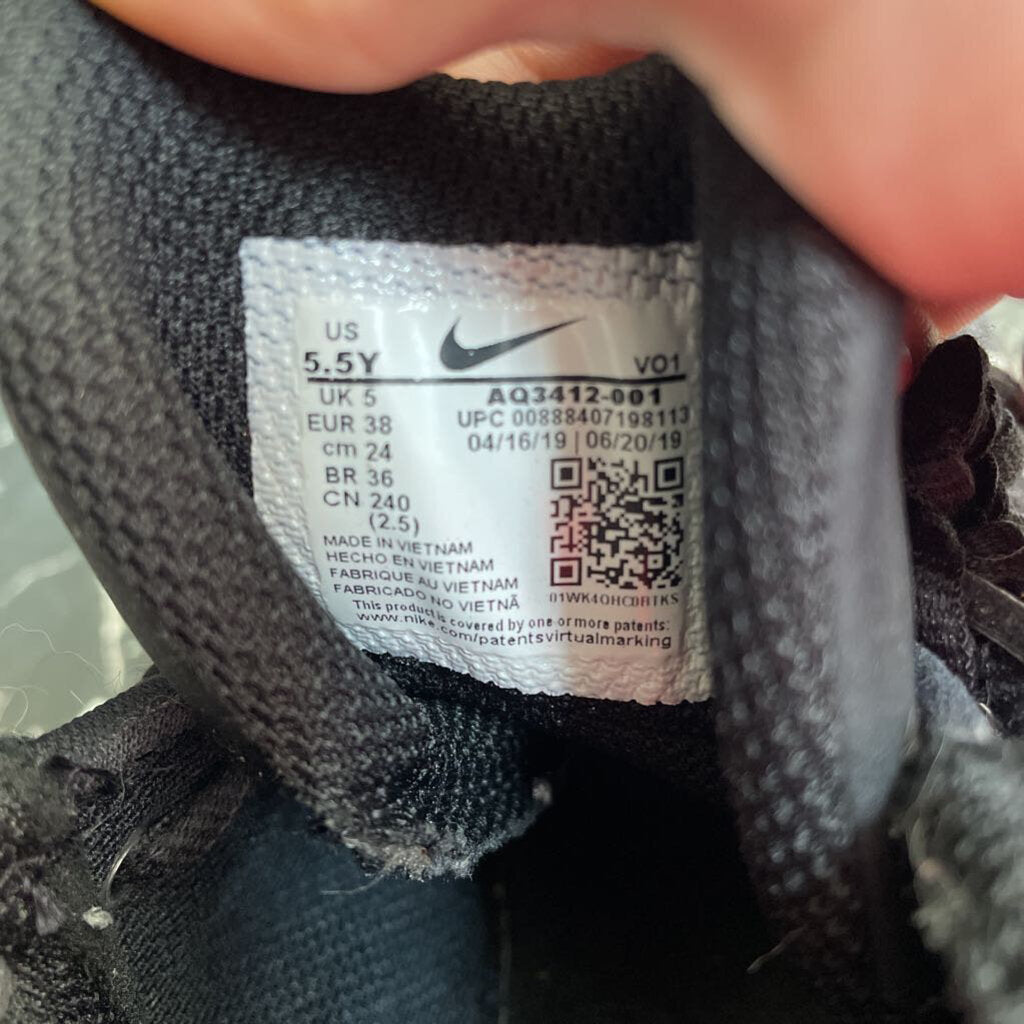 US
5.5Y
VO1
UK 5
EUR 38
cm 24
BR 36
CN 240
(2.5)
AQ3412-001
UPC 00888407198113
04/16/19 | 06/20/19
MADE IN VIETNAM
HECHO EN VIETNAM
FABRIQUE AU VIETNAM
FABRICADO NO VIETNÃ
This product is covered by one or more patents:
www.nike.com/patentsvirtualmarking